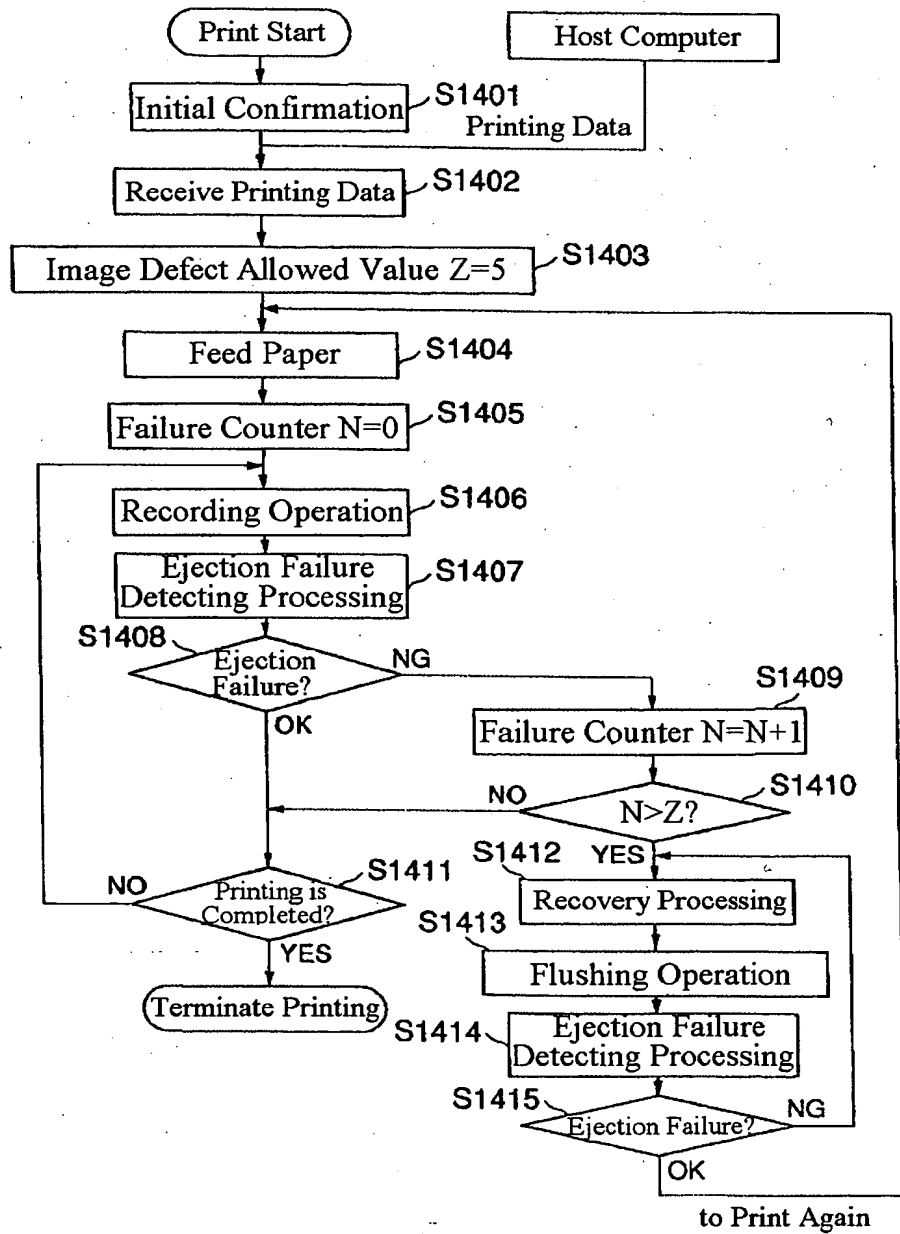 Print Start
Host Computer
S1401
Initial Confirmation
Printing Data
S1402
Receive Printing Data
S1403
Image Defect Allowed Value Z=5
Feed Paper
S1404
S1405
Failure Counter N=0
Recording Operation
S1406
Ejection Failure
Detecting Processing
S1407
S1408
Ejection
Failure?
NG
OK
S1409
Failure Counter N=N+1
S1410
NO
N>Z?
YES
S1411
NO
Printing is
Completed?
YES
Terminate Printing
S1412
Recovery Processing
S1413
Flushing Operation
S1414
Ejection Failure
Detecting Processing
S1415
Ejection Failure?
NG
OK
to Print Again